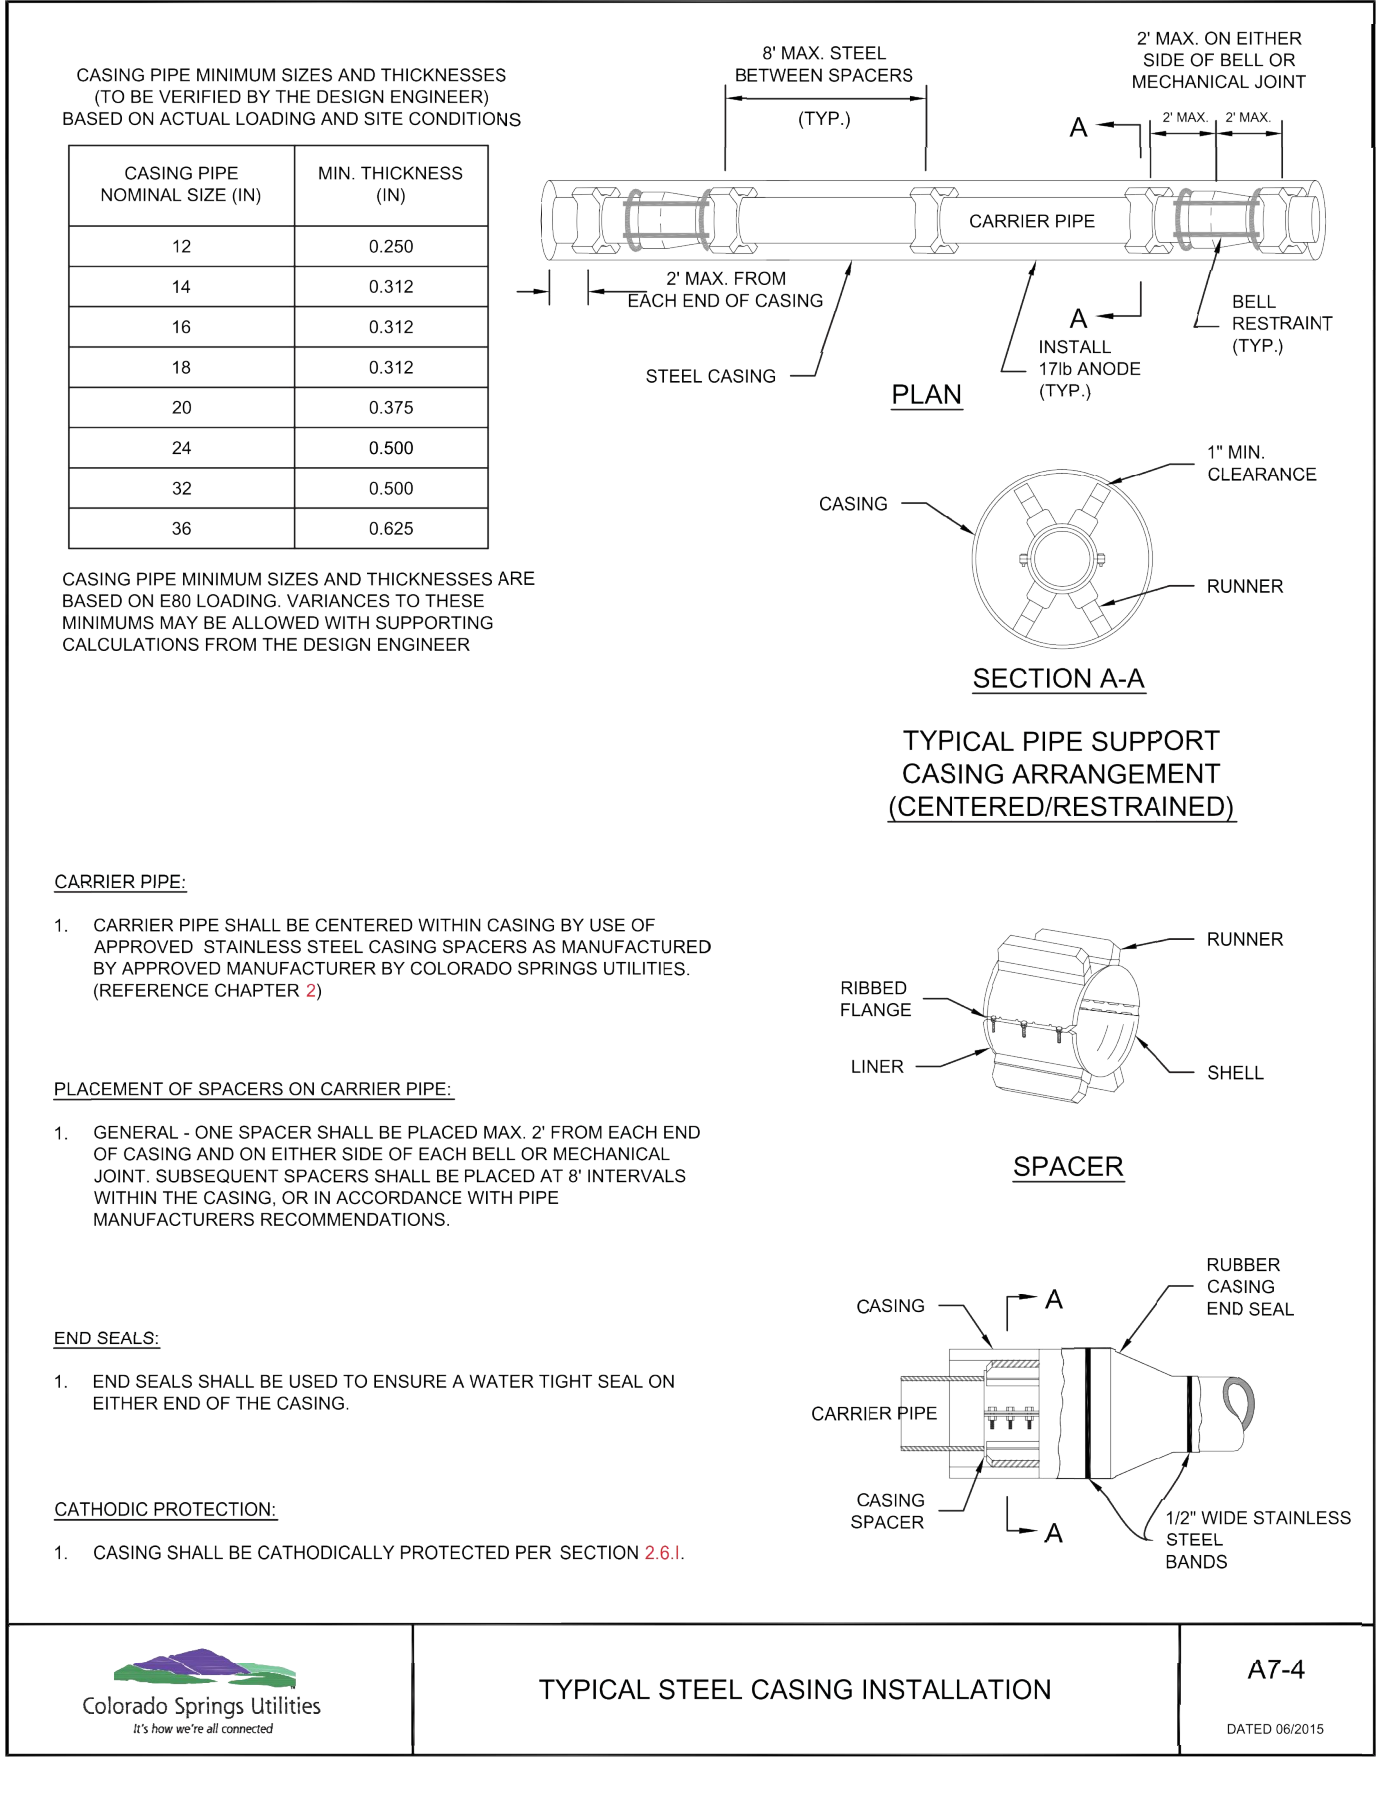 CASING PIPE MINIMUM SIZES AND THICKNESSES
(TO BE VERIFIED BY THE DESIGN ENGINEER)
BASED ON ACTUAL LOADING AND SITE CONDITIONS
CASING PIPE
NOMINAL SIZE (IN)
MIN. THICKNESS
(IN)
12 0.250
14 0.312
16 0.312
18 0.312
20 0.375
24 0.500
32 0.500
36 0.625
CASING PIPE MINIMUM SIZES AND THICKNESSES ARE
BASED ON E80 LOADING. VARIANCES TO THESE
MINIMUMS MAY BE ALLOWED WITH SUPPORTING
CALCULATIONS FROM THE DESIGN ENGINEER
8' MAX. STEEL
BETWEEN SPACERS
(TYP.)
2' MAX. ON EITHER
SIDE OF BELL OR
MECHANICAL JOINT
A
2' MAX.
2' MAX.
CARRIER PIPE
2' MAX. FROM
EACH END OF CASING
A
BELL
RESTRAINT
(TYP.)
STEEL CASING
INSTALL
17lb ANODE
(TYP.)
PLAN
1" MIN.
CLEARANCE
CASING
RUNNER
SECTION A-A
TYPICAL PIPE SUPPORT
CASING ARRANGEMENT
(CENTERED/RESTRAINED)
CARRIER PIPE:
1. CARRIER PIPE SHALL BE CENTERED WITHIN CASING BY USE OF
APPROVED STAINLESS STEEL CASING SPACERS AS MANUFACTURED
BY APPROVED MANUFACTURER BY COLORADO SPRINGS UTILITIES.
(REFERENCE CHAPTER 2)
PLACEMENT OF SPACERS ON CARRIER PIPE:
1. GENERAL - ONE SPACER SHALL BE PLACED MAX. 2' FROM EACH END
OF CASING AND ON EITHER SIDE OF EACH BELL OR MECHANICAL
JOINT. SUBSEQUENT SPACERS SHALL BE PLACED AT 8' INTERVALS
WITHIN THE CASING, OR IN ACCORDANCE WITH PIPE
MANUFACTURERS RECOMMENDATIONS.
END SEALS:
1. END SEALS SHALL BE USED TO ENSURE A WATER TIGHT SEAL ON
EITHER END OF THE CASING.
CATHODIC PROTECTION:
1. CASING SHALL BE CATHODICALLY PROTECTED PER SECTION 2.6.I.
RUNNER
RIBBED
FLANGE
LINER
SHELL
SPACER
RUBBER
CASING
END SEAL
CASING
A
CARRIER PIPE
CASING
SPACER
A
1/2" WIDE STAINLESS
STEEL
BANDS
Colorado Springs Utilities
It's how we're all connected
TYPICAL STEEL CASING INSTALLATION
A7-4
DATED 06/2015